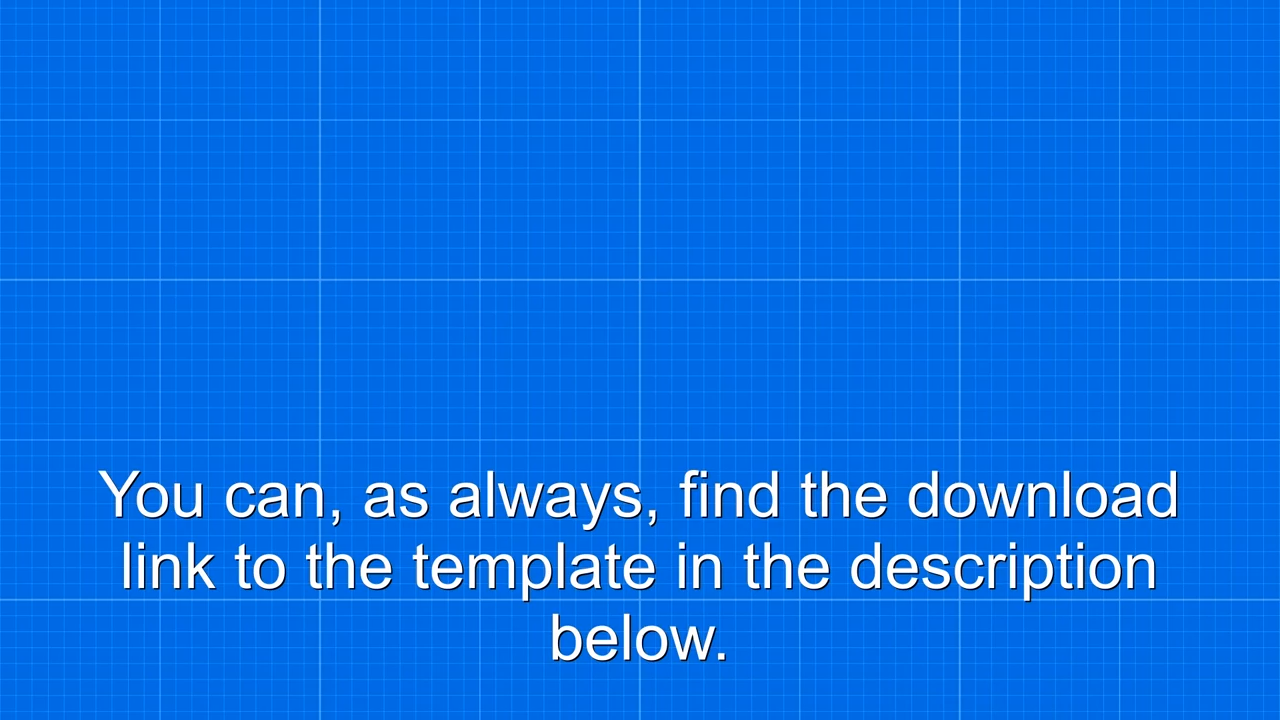 You can, as always, find the download
link to the template in the description
below.